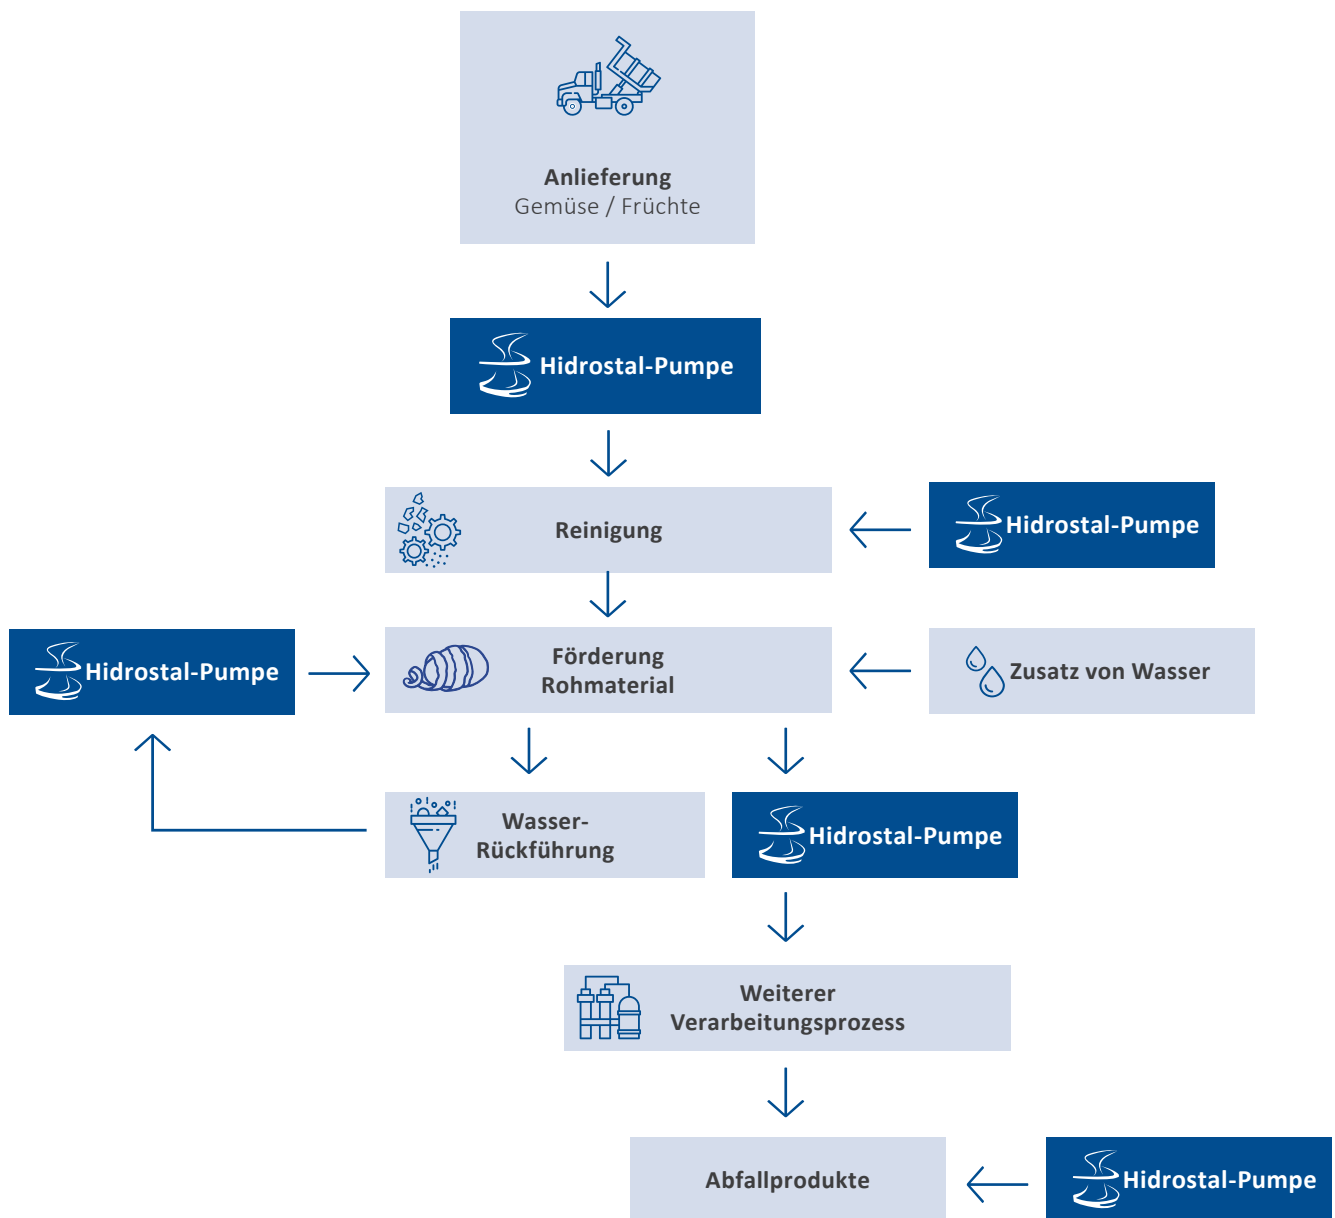 Anlieferung
Gemüse / Früchte
Hidrostal-Pumpe
Reinigung
Hidrostal-Pumpe
Hidrostal-Pumpe
Förderung
Rohmaterial
Zusatz von Wasser
Wasser-
Rückführung
Hidrostal-Pumpe
Weiterer
Verarbeitungsprozess
Abfallprodukte
Hidrostal-Pumpe